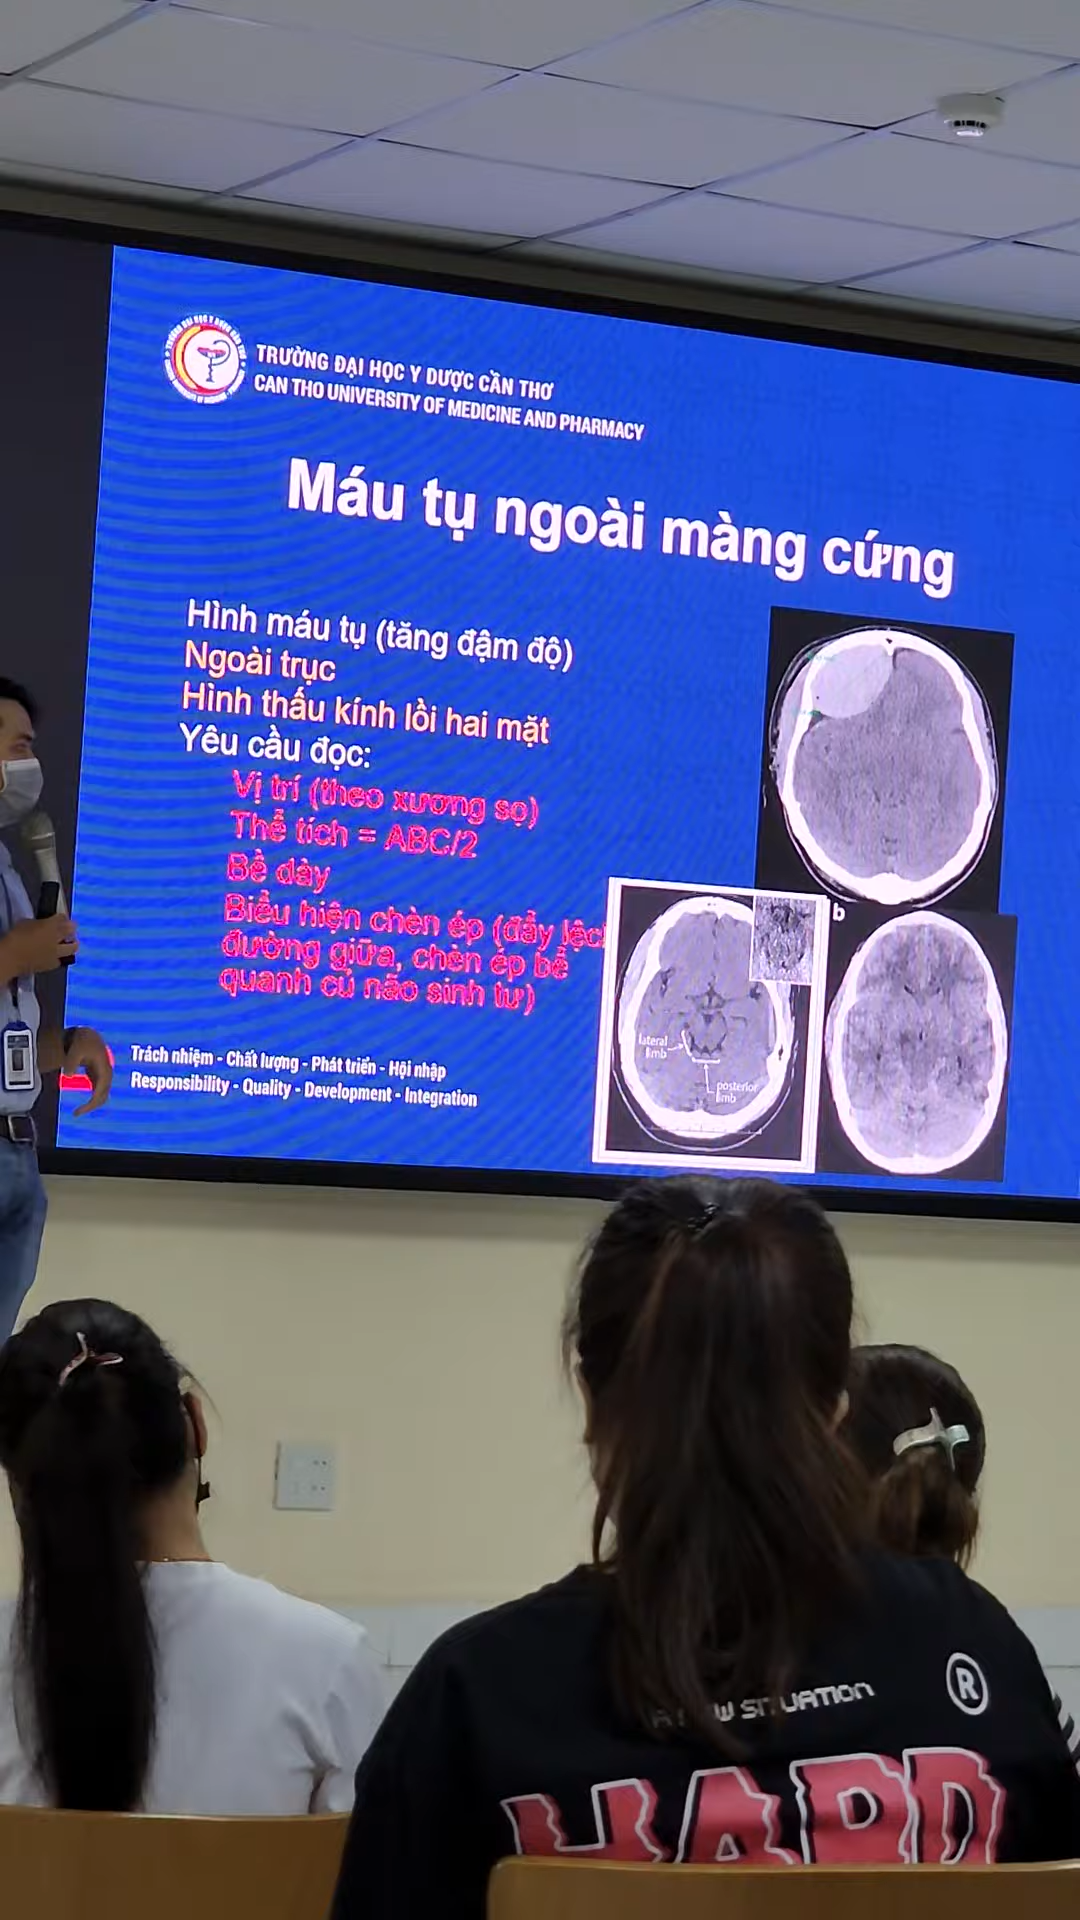 TRƯỜNG ĐẠI HỌC Y DƯỢC CẦN THƠ
CAN THO UNIVERSITY OF MEDICINE AND PHARMACY
Máu tụ ngoài màng cứng
Hình máu tụ (tăng đậm độ)
Ngoài trục
Hình thấu kính lồi hai mặt
Yêu cầu đọc:
Vị trí (theo xương sọ)
Thể tích = ABC/2
Bề dày
Biểu hiện chèn ép (đẩy lệch
đường giữa, chèn ép bể
quanh củ não sinh tư)
b
lateral
limb
posterior
limb
Trách nhiệm - Chất lượng - Phát triển - Hội nhập
Responsibility - Quality - Development - Integration
SITUATION
®
HARD